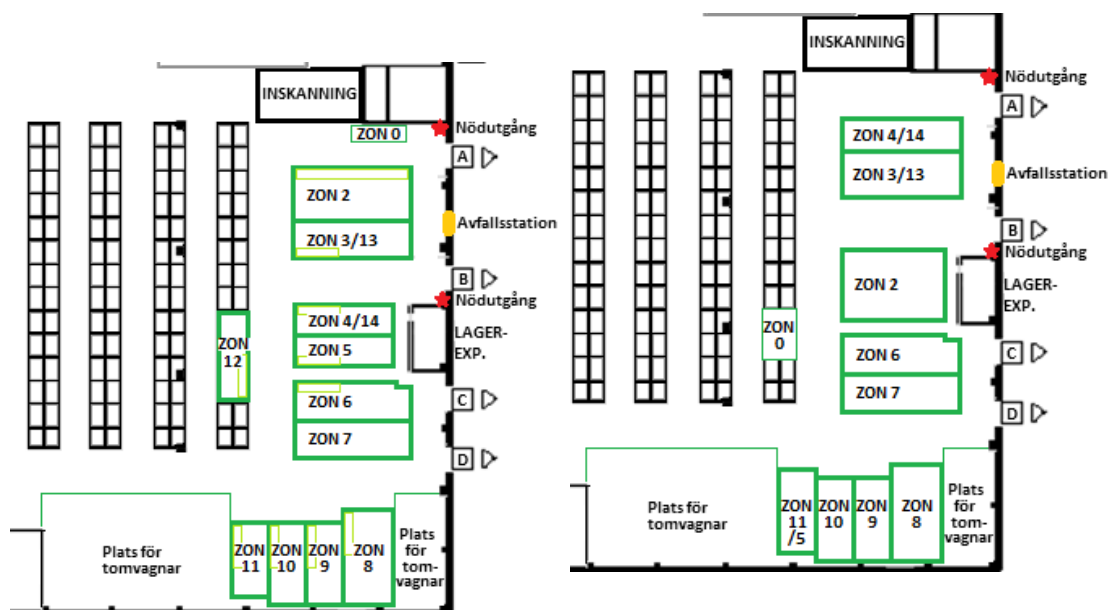 INSKANNING
ZON 0
Nödutgång
A
ZON 2
Avfallsstation
ZON 3/13
B
Nödutgång
ZON 4/14
LAGER-
EXP.
ZON
12
ZON 5
ZON 6
C
ZON 7
D
Plats för
tomvagnar
ZON
11
ZON
10
ZON
9
ZON
8
Plats
för
tom-
vagnar
INSKANNING
Nödutgång
A
ZON 4/14
ZON 3/13
Avfallsstation
B
Nödutgång
ZON 2
LAGER-
EXP.
ZON
0
ZON 6
C
ZON 7
D
Plats för
tomvagnar
ZON
11
/5
ZON
10
ZON
9
ZON
8
Plats
för
tom-
vagnar